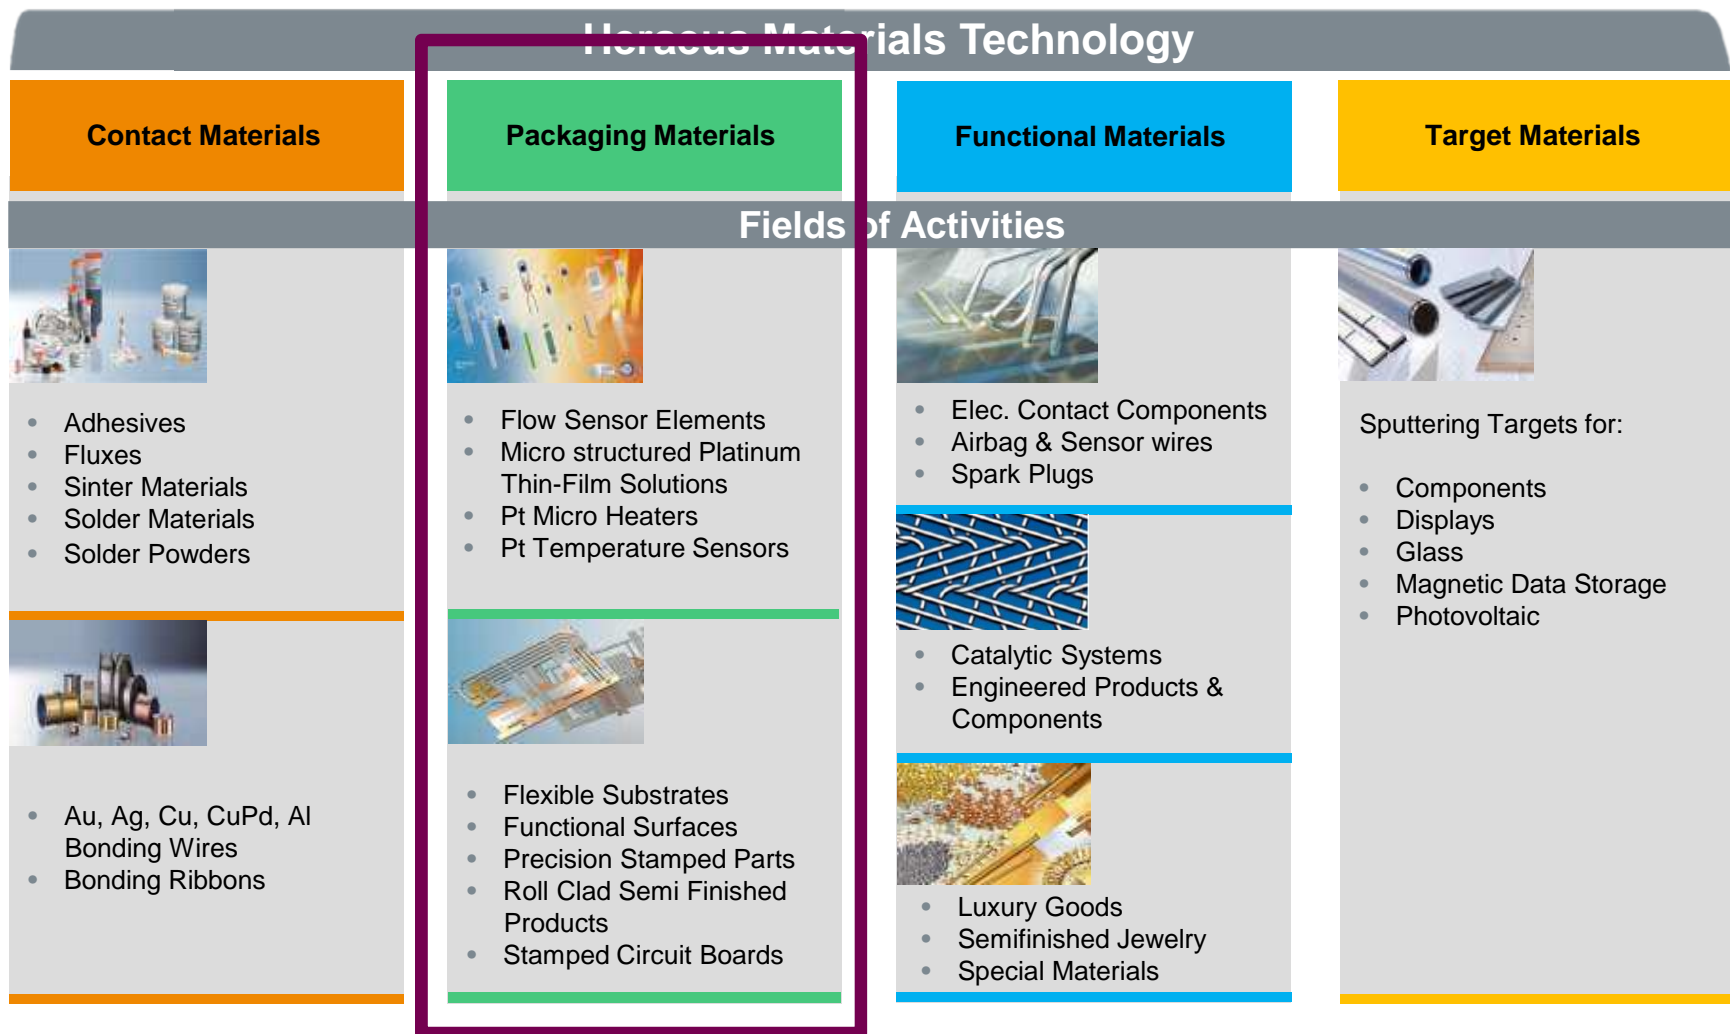 Heraeus Materials Technology
Contact Materials
Packaging Materials
Functional Materials
Target Materials
Fields of Activities
• Adhesives
• Fluxes
• Sinter Materials
• Solder Materials
• Solder Powders
• Au, Ag, Cu, CuPd, Al
Bonding Wires
• Bonding Ribbons
• Flow Sensor Elements
• Micro structured Platinum
Thin-Film Solutions
• Pt Micro Heaters
• Pt Temperature Sensors
• Flexible Substrates
• Functional Surfaces
• Precision Stamped Parts
• Roll Clad Semi Finished
Products
• Stamped Circuit Boards
• Elec. Contact Components
• Airbag & Sensor wires
• Spark Plugs
• Catalytic Systems
• Engineered Products &
Components
• Luxury Goods
• Semifinished Jewelry
• Special Materials
Sputtering Targets for:
• Components
• Displays
• Glass
• Magnetic Data Storage
• Photovoltaic